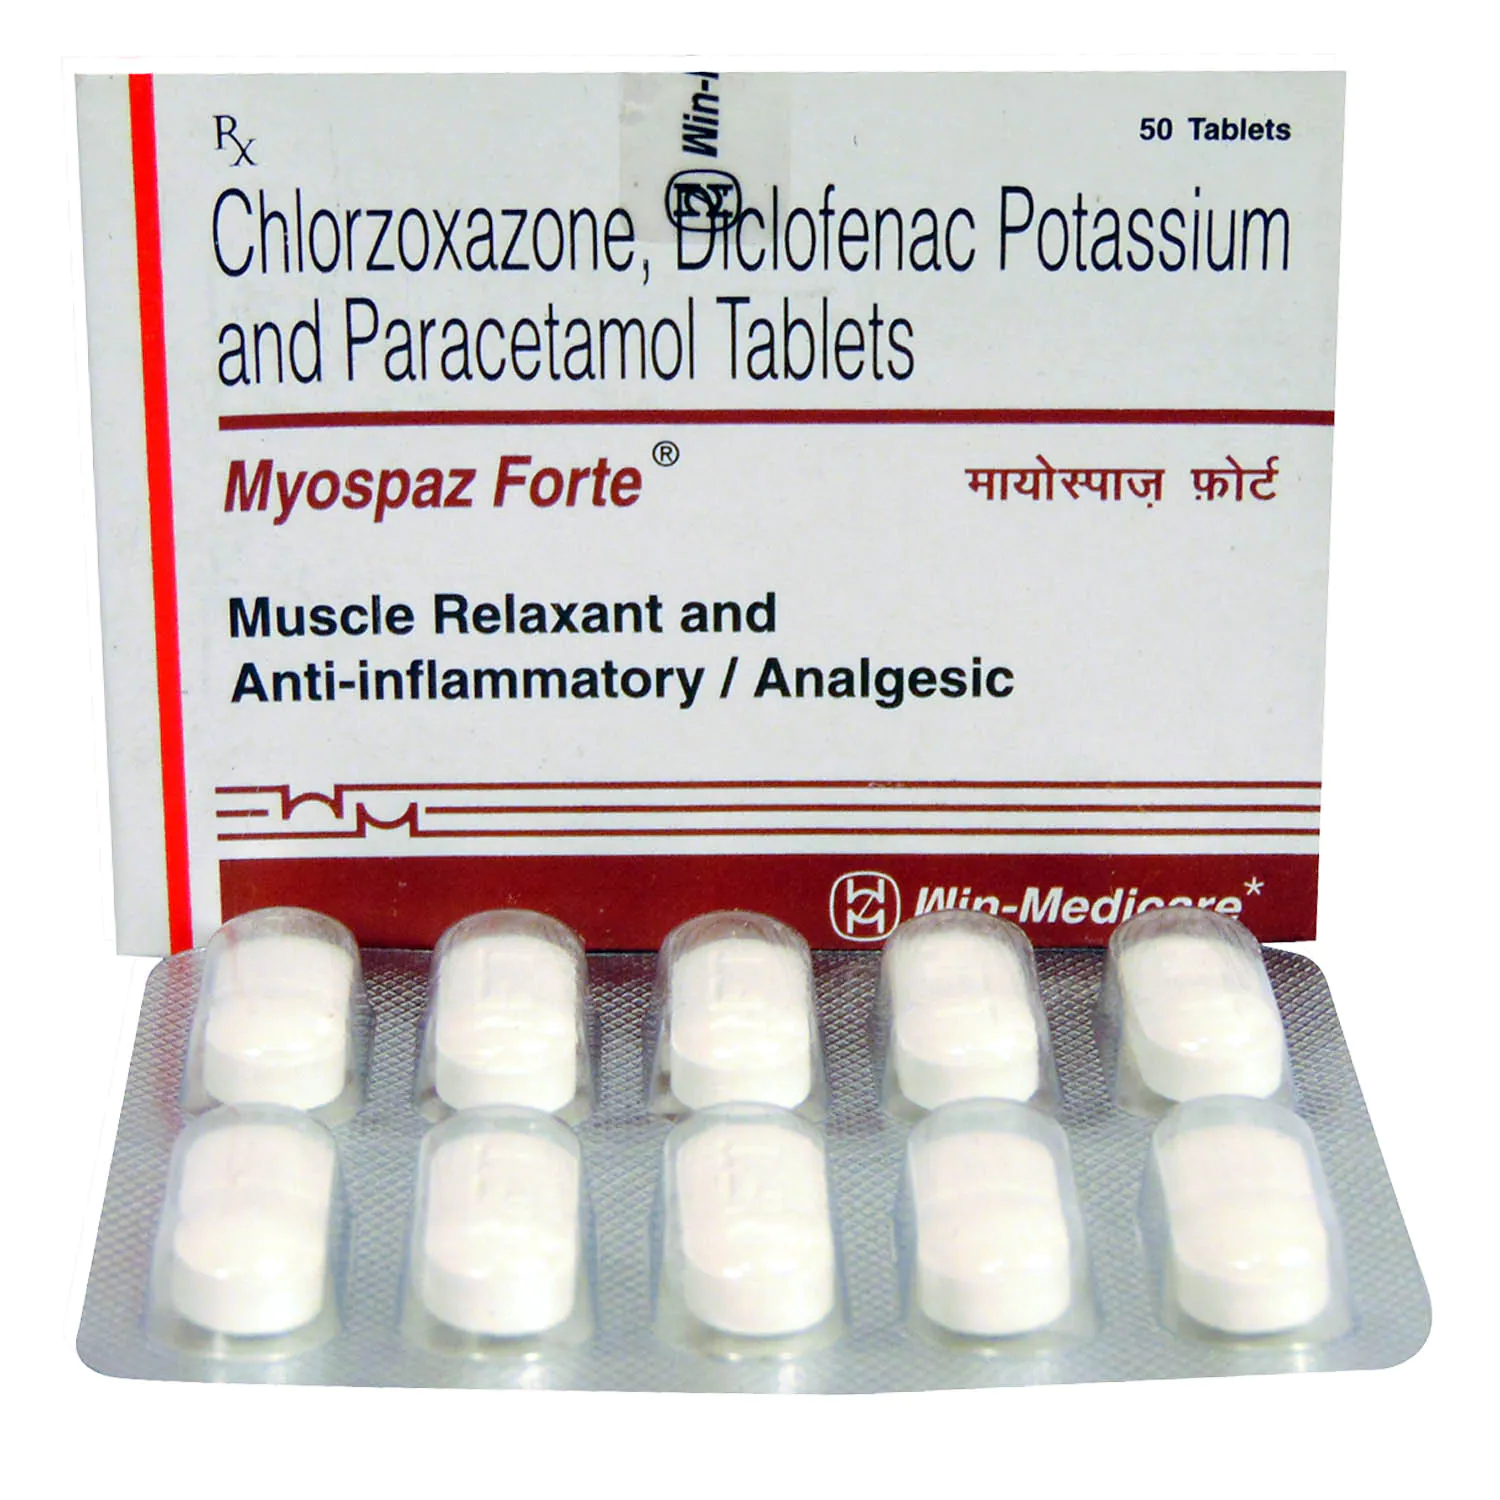 Rx
50 Tablets
Win-
Chlorzoxazone, Diclofenac Potassium
and Paracetamol Tablets
Myospaz Forte®
मायोस्पाज़ फ़ोर्ट
Muscle Relaxant and
Anti-inflammatory / Analgesic
Win-Medicare*